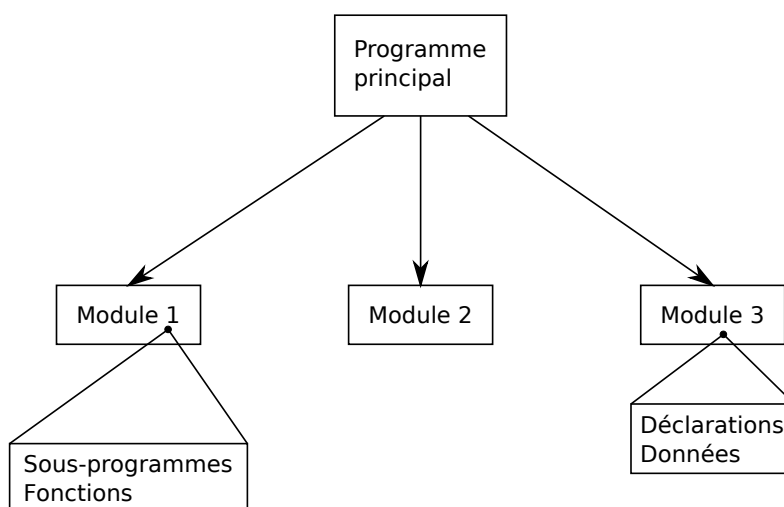 Programme
principal
Module 1
Module 2
Module 3
Déclarations
Données
Sous-programmes
Fonctions